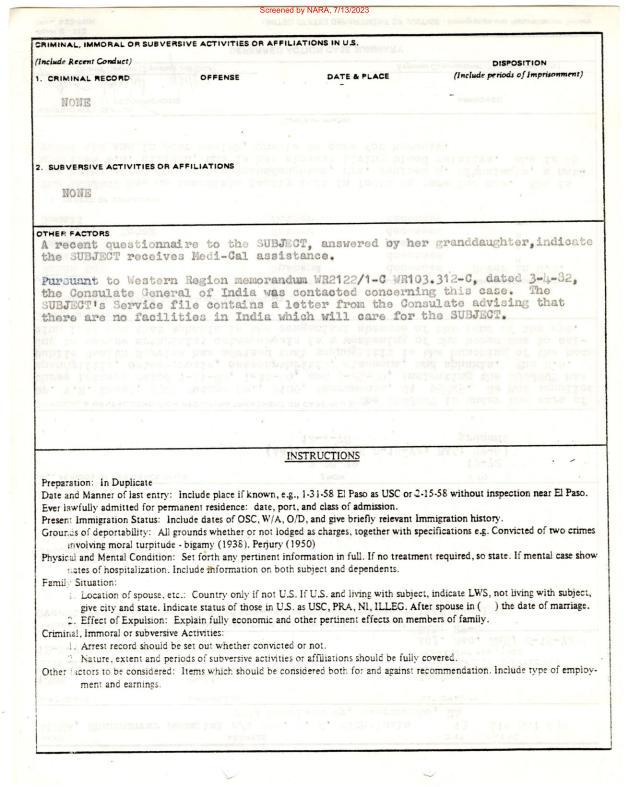 Screened by NARA, 7/13/2023
CRIMINAL, IMMORAL OR SUBVERSIVE ACTIVITIES OR AFFILIATIONS IN U.S.
(Include Recent Conduct)
DISPOSITION
1. CRIMINAL RECORD OFFENSE DATE & PLACE (Include periods of Imprisonment)
NONE
2. SUBVERSIVE ACTIVITIES OR AFFILIATIONS
NONE
OTHER FACTORS
A recent questionnaire to the SUBJECT, answered by her granddaughter, indicate
the SUBJECT receives Medi-Cal assistance.
Pursuant to Western Region memorandum WR2122/1-C WR103.312-C, dated 3-4-82,
the Consulate General of India was contacted concerning this case. The
SUBJECT's Service file contains a letter from the Consulate advising that
there are no facilities in India which will care for the SUBJECT.
INSTRUCTIONS
Preparation: In Duplicate
Date and Manner of last entry: Include place if known, e.g., 1-31-58 El Paso as USC or 2-15-58 without inspection near El Paso.
Ever lawfully admitted for permanent residence: date, port, and class of admission.
Present Immigration Status: Include dates of OSC, W/A, O/D, and give briefly relevant Immigration history.
Grounds of deportability: All grounds whether or not lodged as charges, together with specifications e.g. Convicted of two crimes
involving moral turpitude - bigamy (1938). Perjury (1950)
Physical and Mental Condition: Set forth any pertinent information in full. If no treatment required, so state. If mental case show
dates of hospitalization. Include information on both subject and dependents.
Family Situation:
1. Location of spouse, etc.: Country only if not U.S. If U.S. and living with subject, indicate LWS, not living with subject,
give city and state. indicate status of those in U.S. as USC, PRA, NI, ILLEG. After spouse in ( ) the date of marriage.
2. Effect of Expulsion: Explain fully economic and other pertinent effects on members of family.
Criminal, Immoral or subversive Activities:
1. Arrest record should be set out whether convicted or not.
2. Nature, extent and periods of subversive activities or affiliations should be fully covered.
Other factors to be considered: Items which should be considered both for and against recommendation. Include type of employ-
ment and earnings.